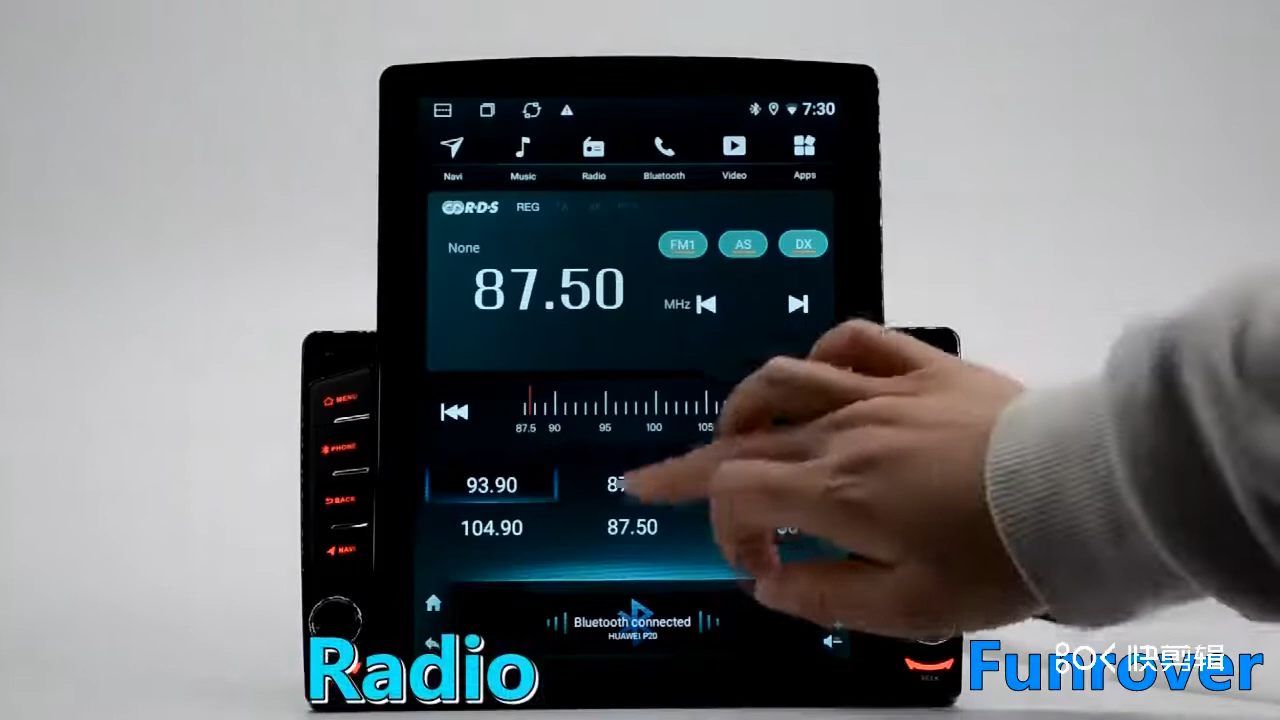 7:30
Navi Music Radio Bluetooth Video Apps
R·D·S REG
None FM1 AS DX
87.50 MHz
MENU
87.5 90 95 100 105
PHONE
93.90 87
BACK
104.90 87.50
NAVI
Bluetooth connected
HUAWEI P20
Radio
Funrover
快剪辑